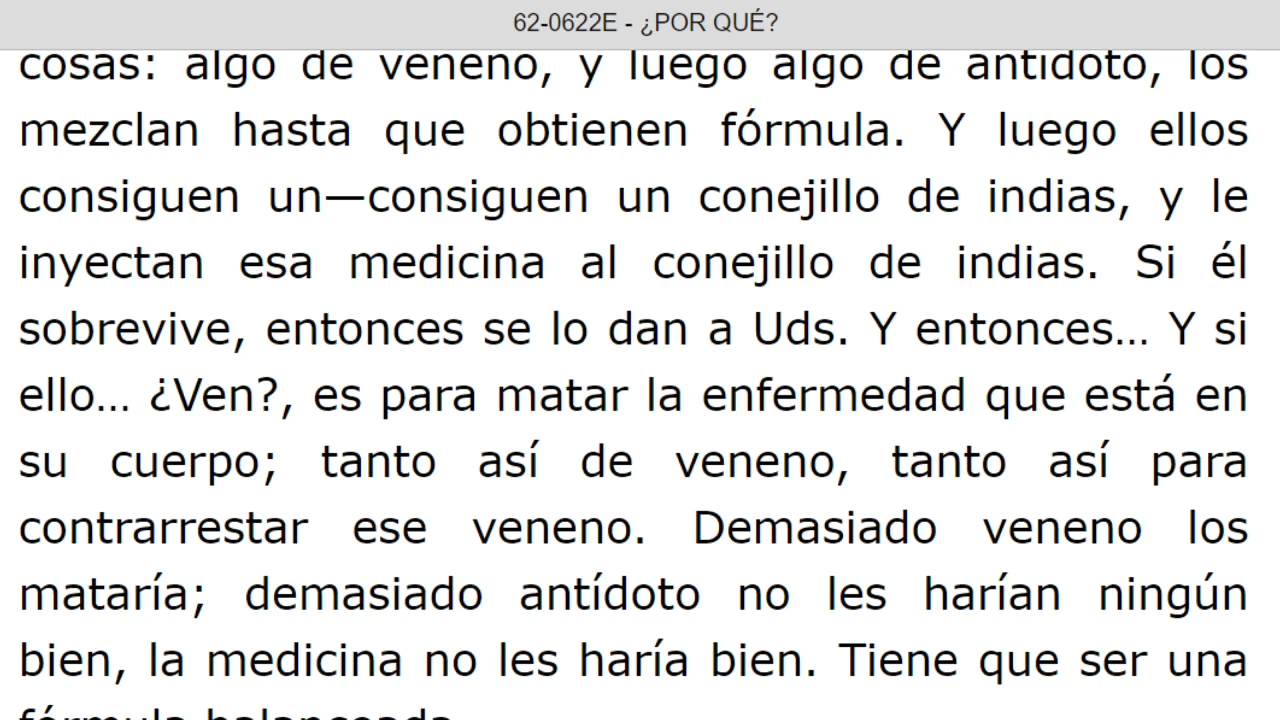 62-0622E - ¿POR QUÉ?
cosas: algo de veneno, y luego algo de antídoto, los
mezclan hasta que obtienen fórmula. Y luego ellos
consiguen un—consiguen un conejillo de indias, y le
inyectan esa medicina al conejillo de indias. Si él
sobrevive, entonces se lo dan a Uds. Y entonces… Y si
ello… ¿Ven?, es para matar la enfermedad que está en
su cuerpo; tanto así de veneno, tanto así para
contrarrestar ese veneno. Demasiado veneno los
mataría; demasiado antídoto no les harían ningún
bien, la medicina no les haría bien. Tiene que ser una
fórmula balanceada.